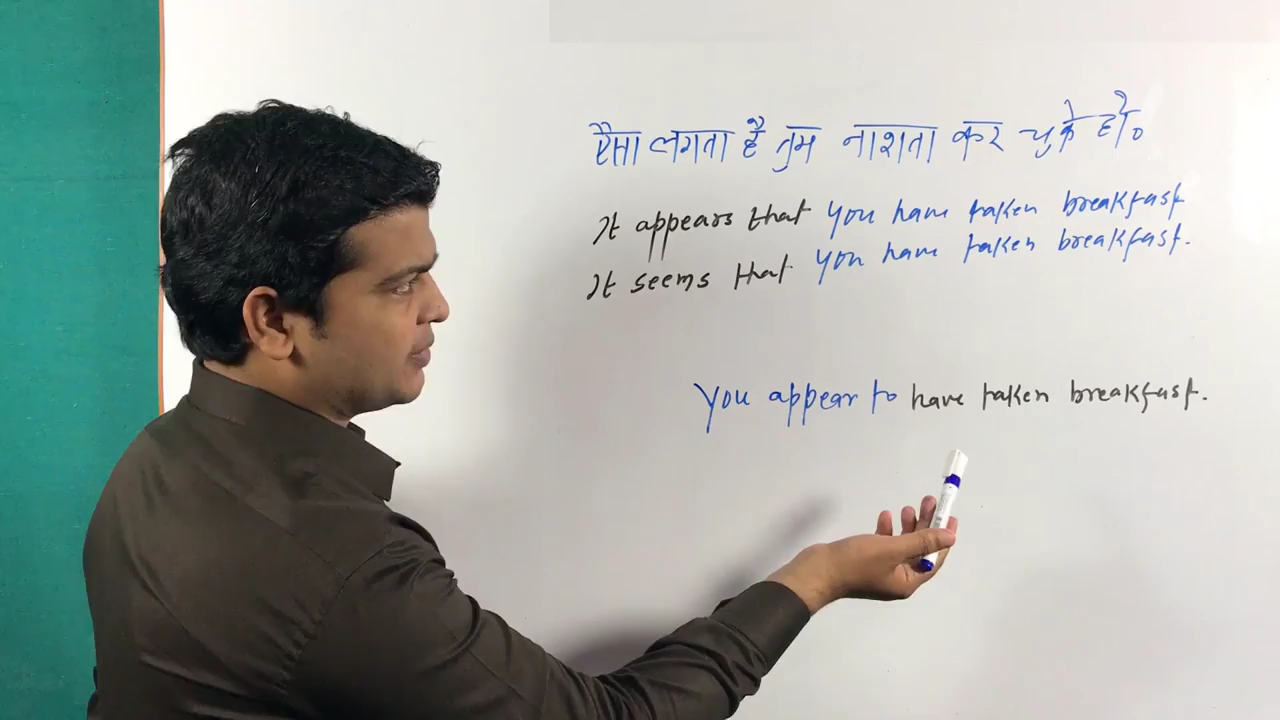 ऐसा लगता है तुम नाशता कर चुके हो०
It appears that you have taken breakfast
It seems that you have taken breakfast.
You appear to have taken breakfast.